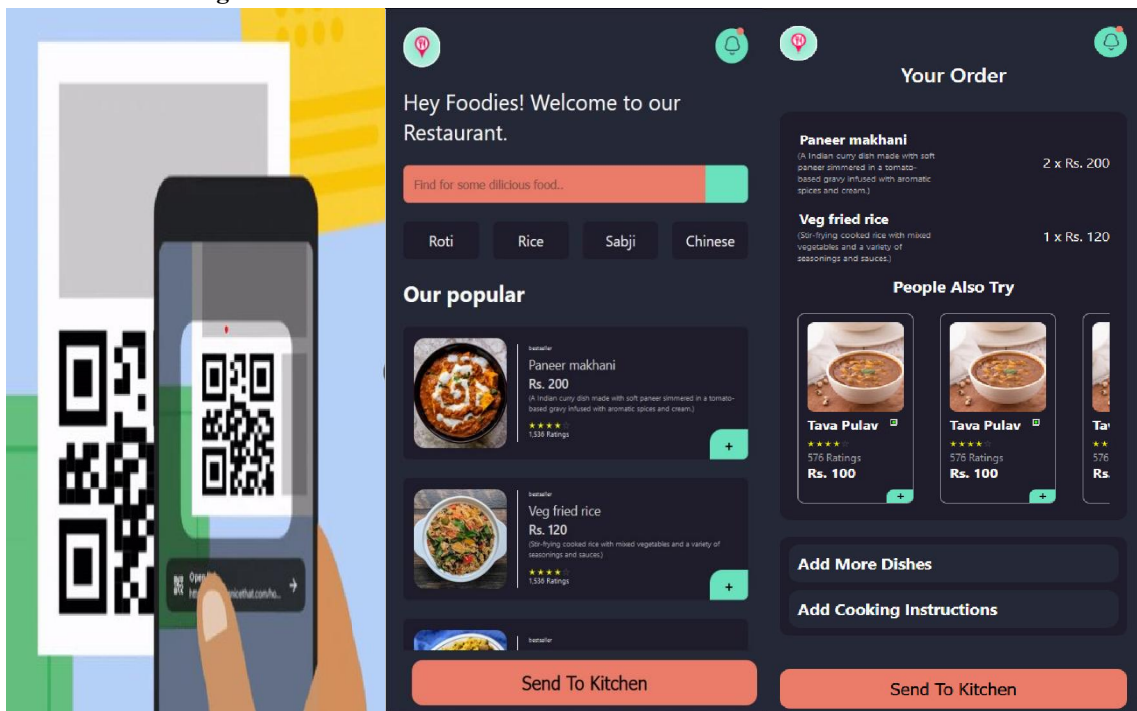 Open
nicethat.com/ho...
Hey Foodies! Welcome to our
Restaurant.
Find for some dilicious food..
Roti
Rice
Sabji
Chinese
Our popular
bestseller
Paneer makhani
Rs. 200
(A Indian curry dish made with soft paneer simmered in a tomato-
based gravy infused with aromatic spices and cream.)
1,536 Ratings
+
bestseller
Veg fried rice
Rs. 120
(Stir-frying cooked rice with mixed vegetables and a variety of
seasonings and sauces.)
1,536 Ratings
+
bestseller
Send To Kitchen
Your Order
Paneer makhani
(A Indian curry dish made with soft
paneer simmered in a tomato-
based gravy infused with aromatic
spices and cream.)
2 x Rs. 200
Veg fried rice
(Stir-frying cooked rice with mixed
vegetables and a variety of
seasonings and sauces.)
1 x Rs. 120
People Also Try
Tava Pulav
576 Ratings
Rs. 100
+
Tava Pulav
576 Ratings
Rs. 100
+
Ta
576
Rs.
Add More Dishes
Add Cooking Instructions
Send To Kitchen